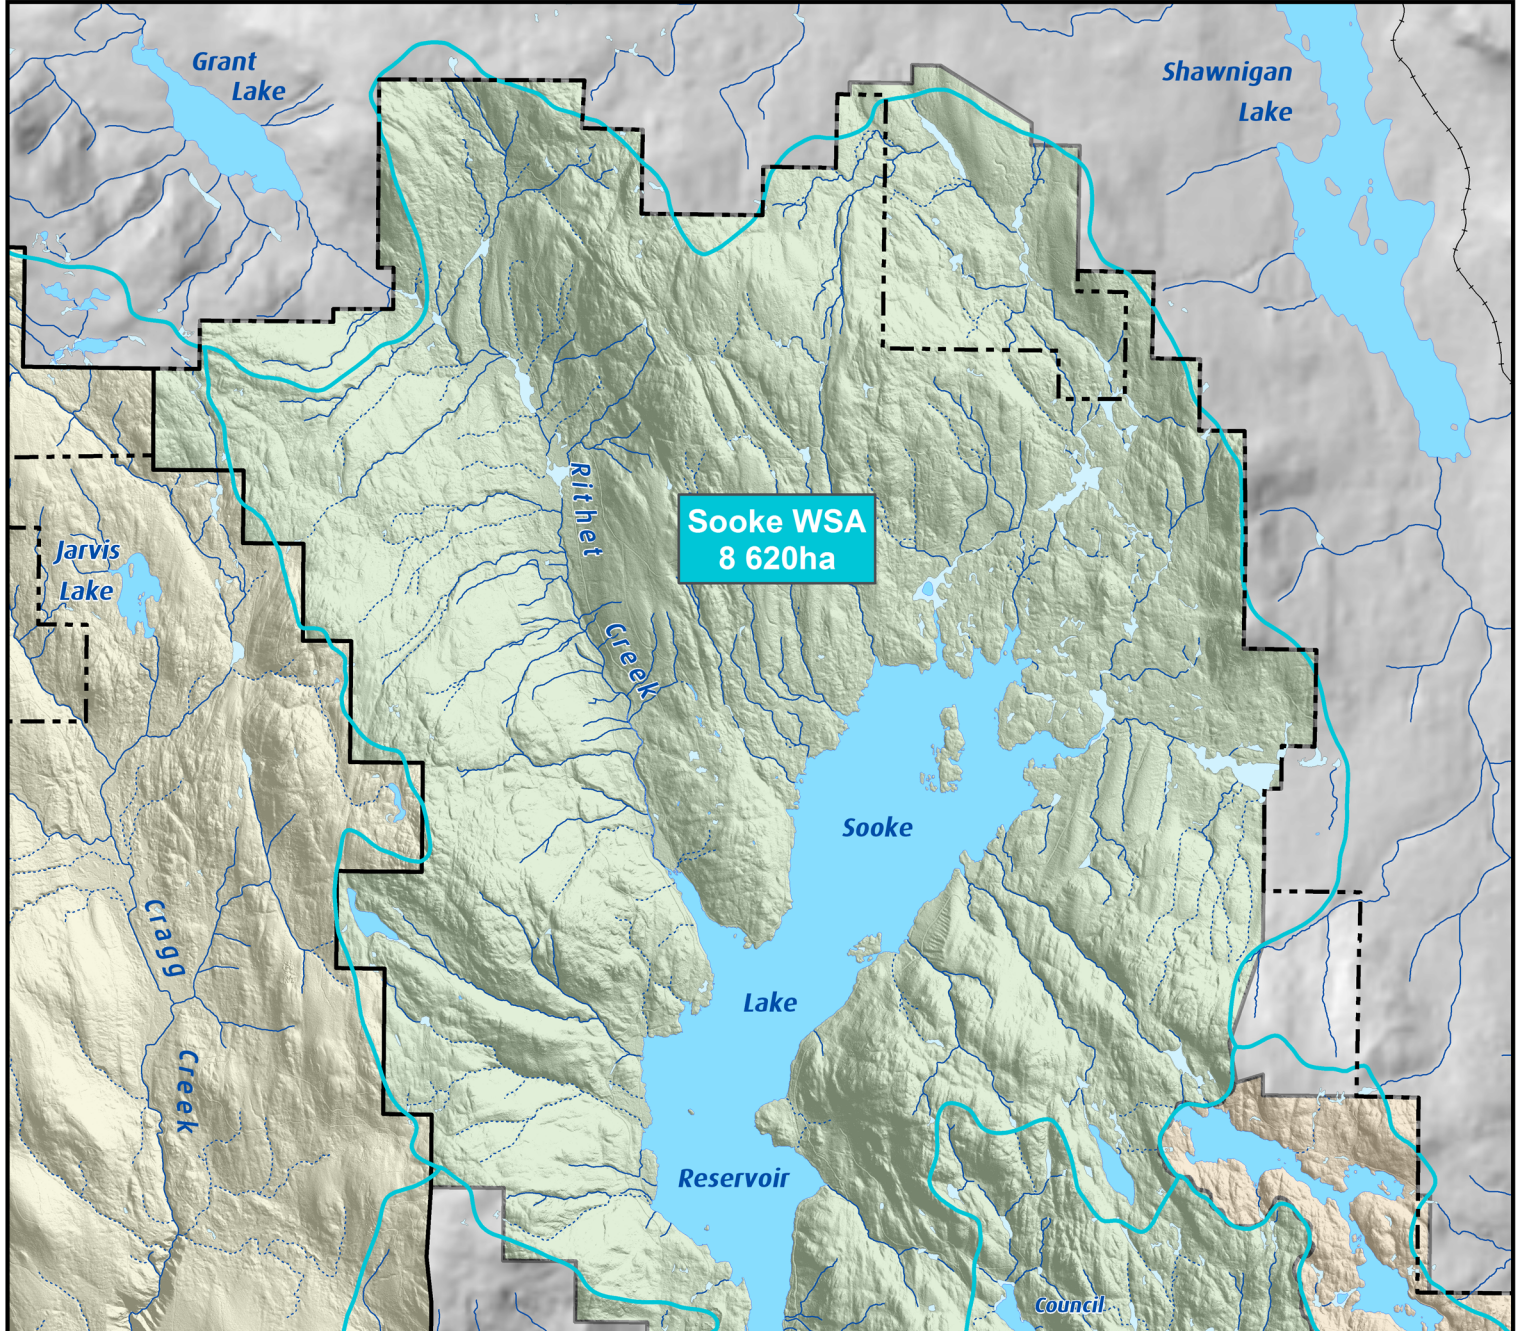 Grant
Lake
Shawnigan
Lake
Rithet
Creek
Sooke WSA
8 620ha
Jarvis
Lake
Sooke
Lake
Reservoir
Cragg
Creek
Council